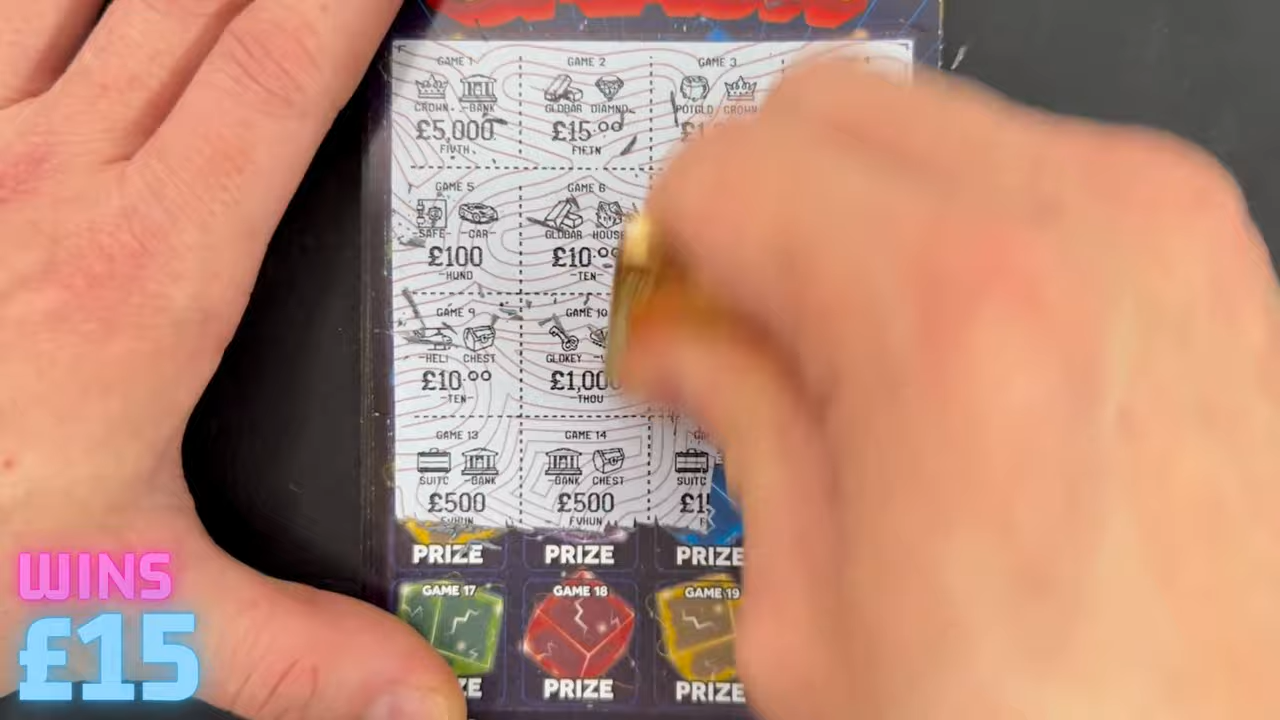 GAME 1 GAME 2 GAME 3
CROWN BANK GLDBAR DIAMND POTGLD CROWN
£5,000 £15.00
FIVTH FIFTN
GAME 5 GAME 6
SAFE CAR GLDBAR HOUSE
£100 £10.00
HUND TEN
GAME 9 GAME 10
HELI CHEST GLDKEY
£10.00 £1,000
TEN THOU
GAME 13 GAME 14
SUITC BANK BANK CHEST SUITC
£500 £500
FVHUN FVHUN
PRIZE PRIZE PRIZE
GAME 17 GAME 18 GAME 19
PRIZE PRIZE
WINS
£15